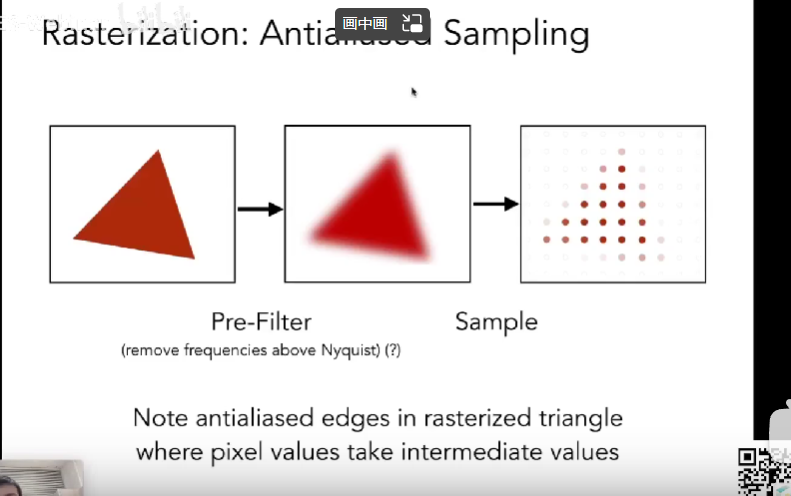 画中画
Rasterization: Antialiased Sampling
Pre-Filter
Sample
(remove frequencies above Nyquist) (?)
Note antialiased edges in rasterized triangle
where pixel values take intermediate values